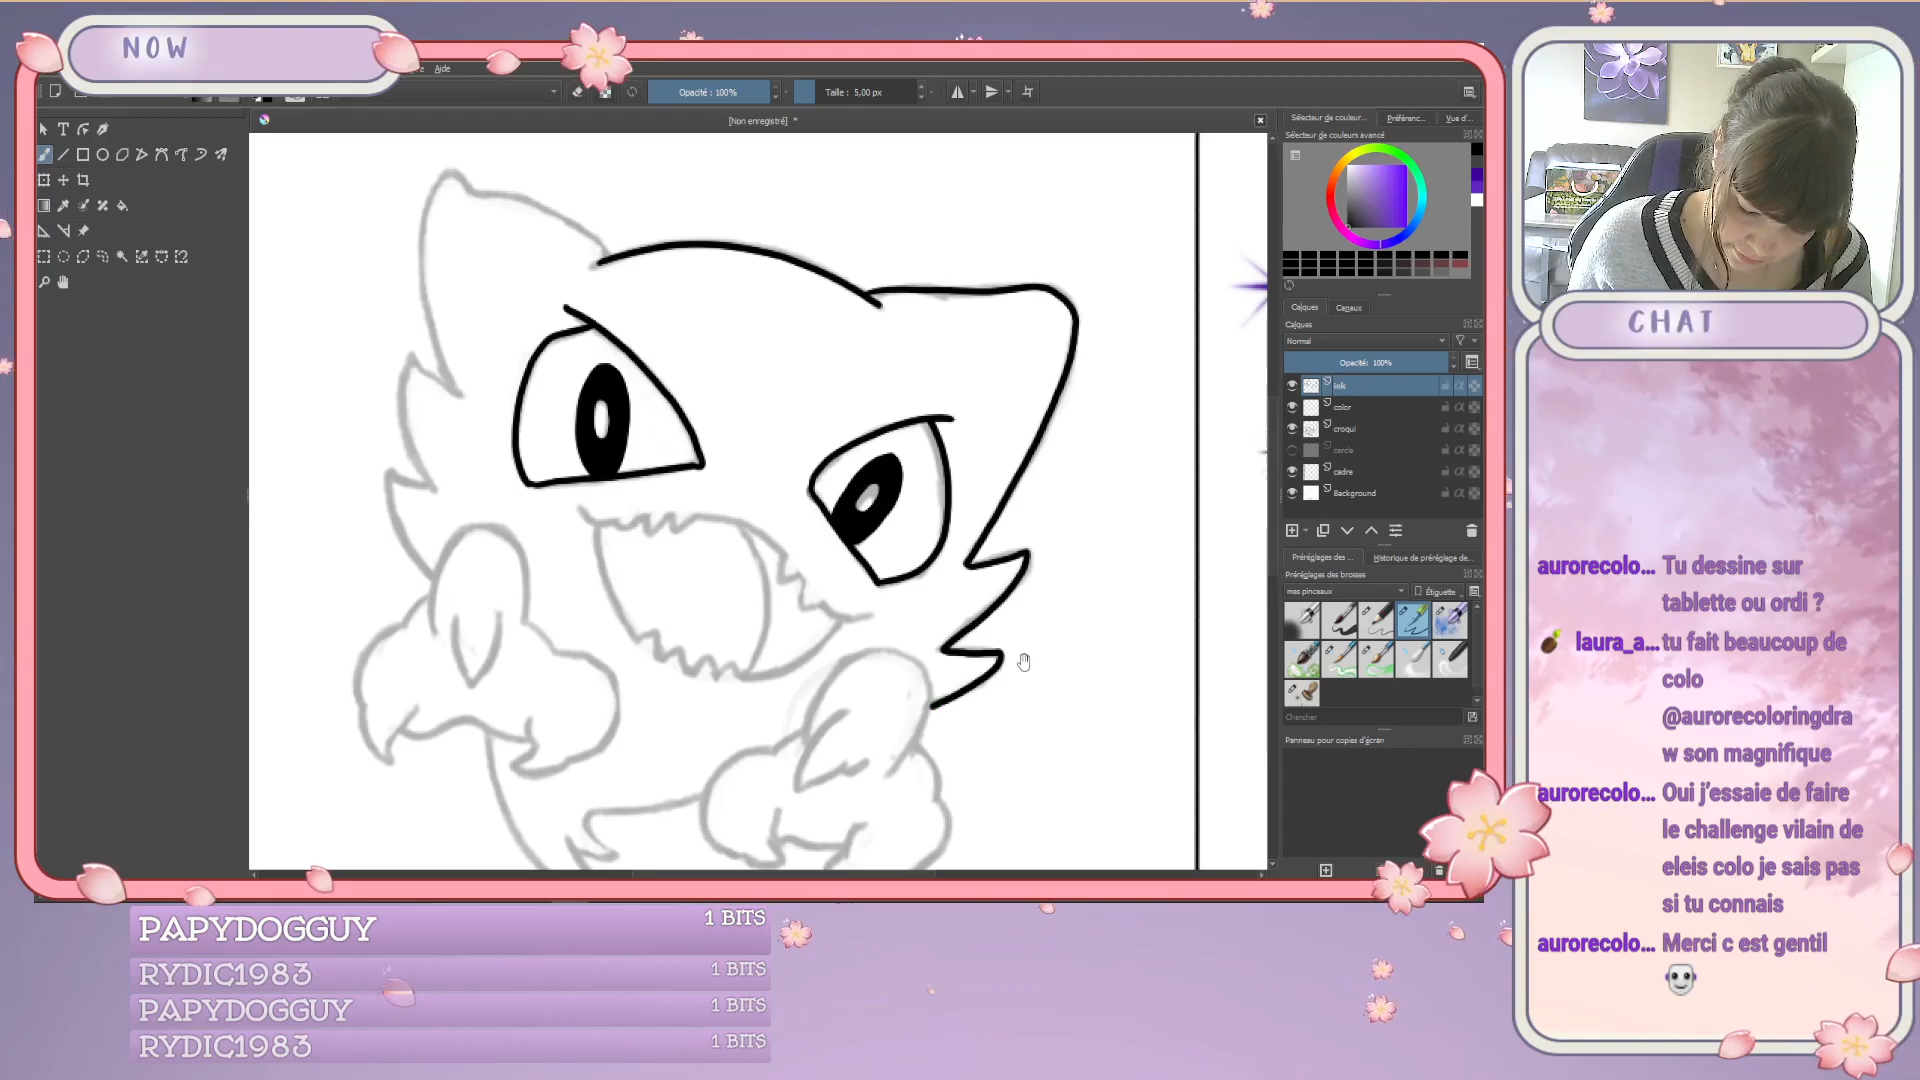 NOW
Aide
Opacité : 100%
Taille : 5,00 px
[Non enregistré] *
Sélecteur de couleur...
Préférenc...
Vue d'...
Sélecteur de couleurs avancé
Calques
Canaux
Calques
Normal
Opacité: 100%
ink
color
croqui
cercle
cadre
Background
Préréglages des ...
Historique de préréglage de...
Préréglages des brosses
mes pinceaux
Étiquette
Chercher
Panneau pour copies d'écran
CHAT
aurorecolo... Tu dessine sur
tablette ou ordi ?
laura_a... tu fait beaucoup de
colo
@aurorecoloringdra
w son magnifique
aurorecolo... Oui j'essaie de faire
le challenge vilain de
eleis colo je sais pas
si tu connais
aurorecolo... Merci c est gentil
PAPYDOGGUY 1 BITS
RYDIC1983 1 BITS
PAPYDOGGUY 1 BITS
RYDIC1983 1 BITS